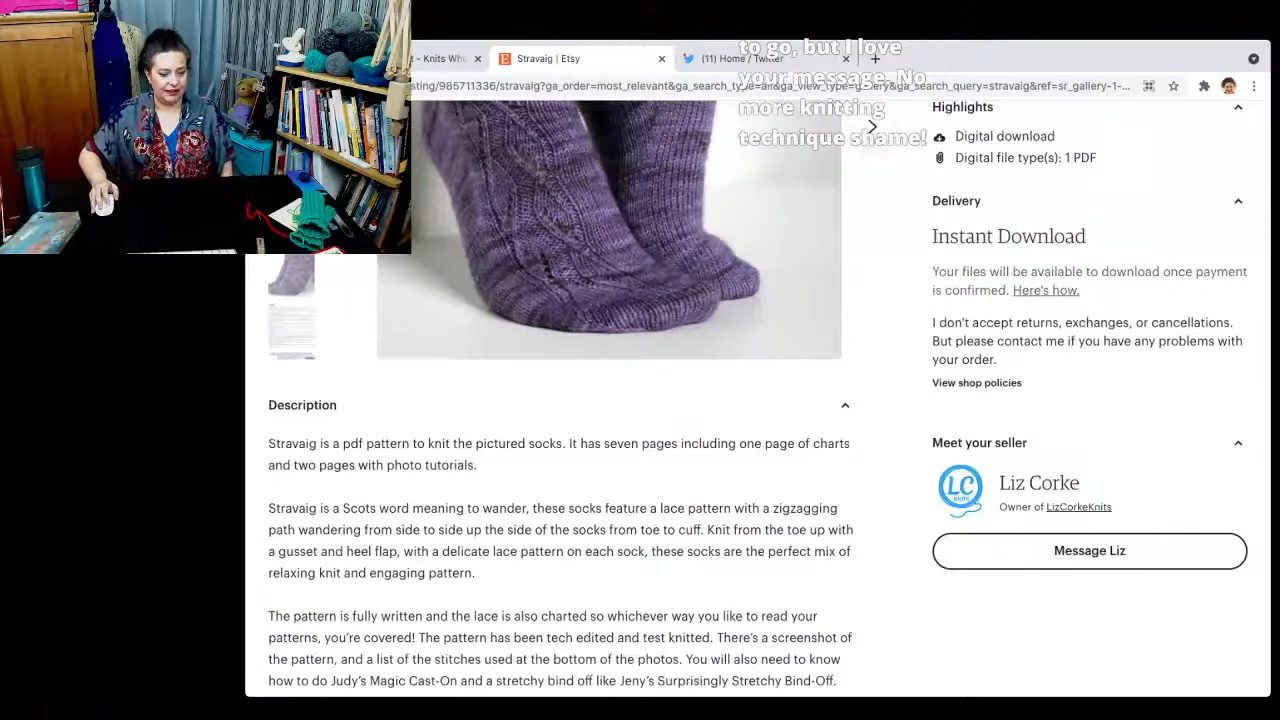 t - Knits Whe
Stravaig | Etsy
(11) Home / Twitter
to go, but I love
your message. No
more knitting
technique shame!
Highlights
Digital download
Digital file type(s): 1 PDF
Delivery
Instant Download
Your files will be available to download once payment
is confirmed. Here's how.
I don't accept returns, exchanges, or cancellations.
But please contact me if you have any problems with
your order.
View shop policies
Description
Stravaig is a pdf pattern to knit the pictured socks. It has seven pages including one page of charts
and two pages with photo tutorials.
Stravaig is a Scots word meaning to wander, these socks feature a lace pattern with a zigzagging
path wandering from side to side up the side of the socks from toe to cuff. Knit from the toe up with
a gusset and heel flap, with a delicate lace pattern on each sock, these socks are the perfect mix of
relaxing knit and engaging pattern.
The pattern is fully written and the lace is also charted so whichever way you like to read your
patterns, you're covered! The pattern has been tech edited and test knitted. There's a screenshot of
the pattern, and a list of the stitches used at the bottom of the photos. You will also need to know
how to do Judy's Magic Cast-On and a stretchy bind off like Jeny's Surprisingly Stretchy Bind-Off.
Meet your seller
LC
KNITS
Liz Corke
Owner of LizCorkeKnits
Message Liz